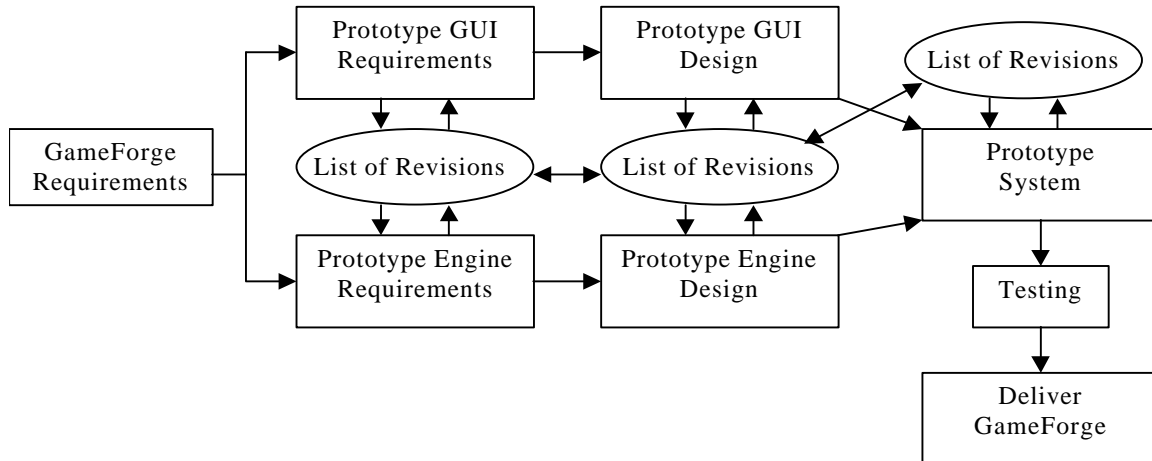 Prototype GUI
Requirements
Prototype GUI
Design
List of Revisions
GameForge
Requirements
List of Revisions
List of Revisions
Prototype
System
Prototype Engine
Requirements
Prototype Engine
Design
Testing
Deliver
GameForge